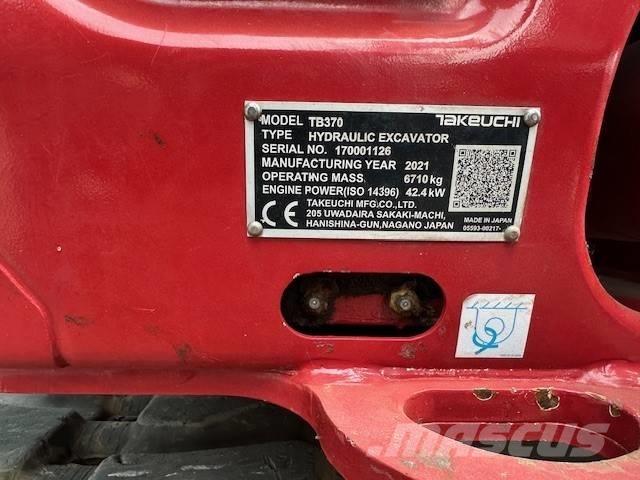 MODEL TB370 TAKEUCHI
TYPE HYDRAULIC EXCAVATOR
SERIAL NO. 170001126
MANUFACTURING YEAR 2021
OPERATING MASS 6710 kg
ENGINE POWER(ISO 14396) 42.4 kW
CE TAKEUCHI MFG.CO.,LTD.
205 UWADAIRA SAKAKI-MACHI,
HANISHINA-GUN,NAGANO JAPAN
MADE IN JAPAN
05593-00217-
mascus